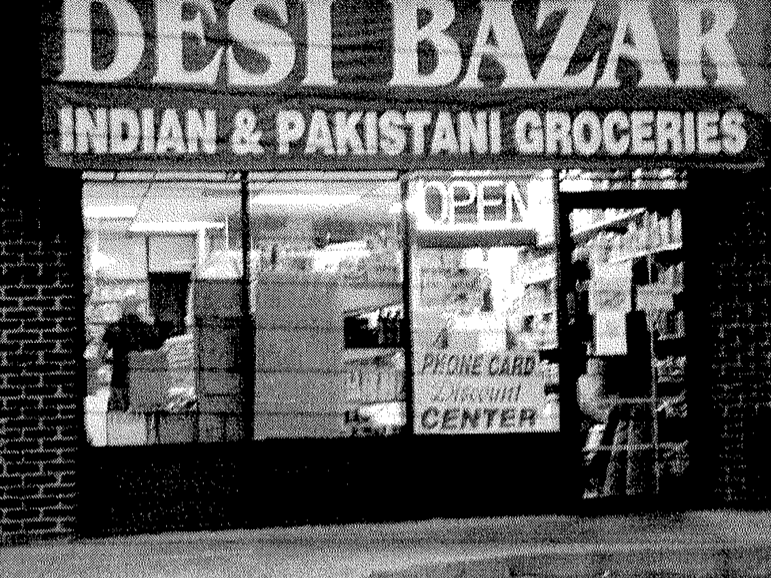 DESI BAZAR
INDIAN & PAKISTANI GROCERIES
OPEN
PHONE CARD
Discount
CENTER